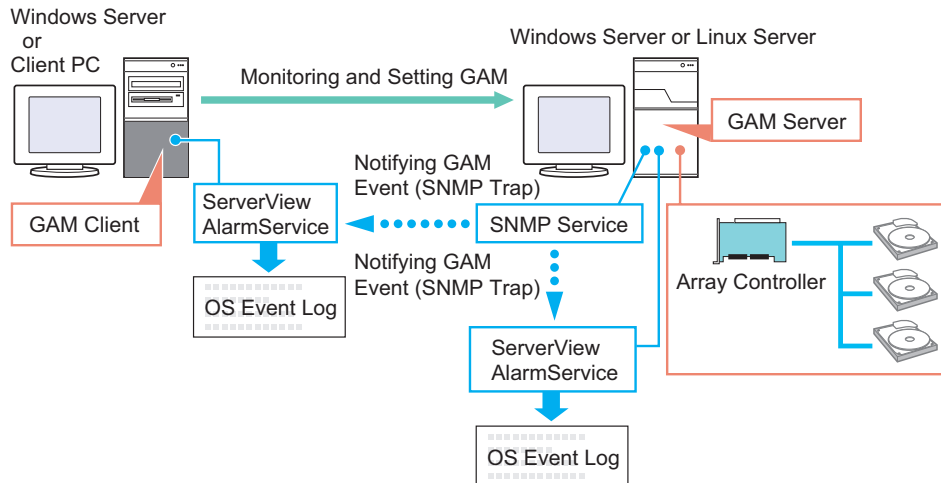 Windows Server
or
Client PC
Windows Server or Linux Server
Monitoring and Setting GAM
GAM Server
Notifying GAM
Event (SNMP Trap)
GAM Client
ServerView
AlarmService
SNMP Service
Array Controller
Notifying GAM
Event (SNMP Trap)
OS Event Log
ServerView
AlarmService
OS Event Log